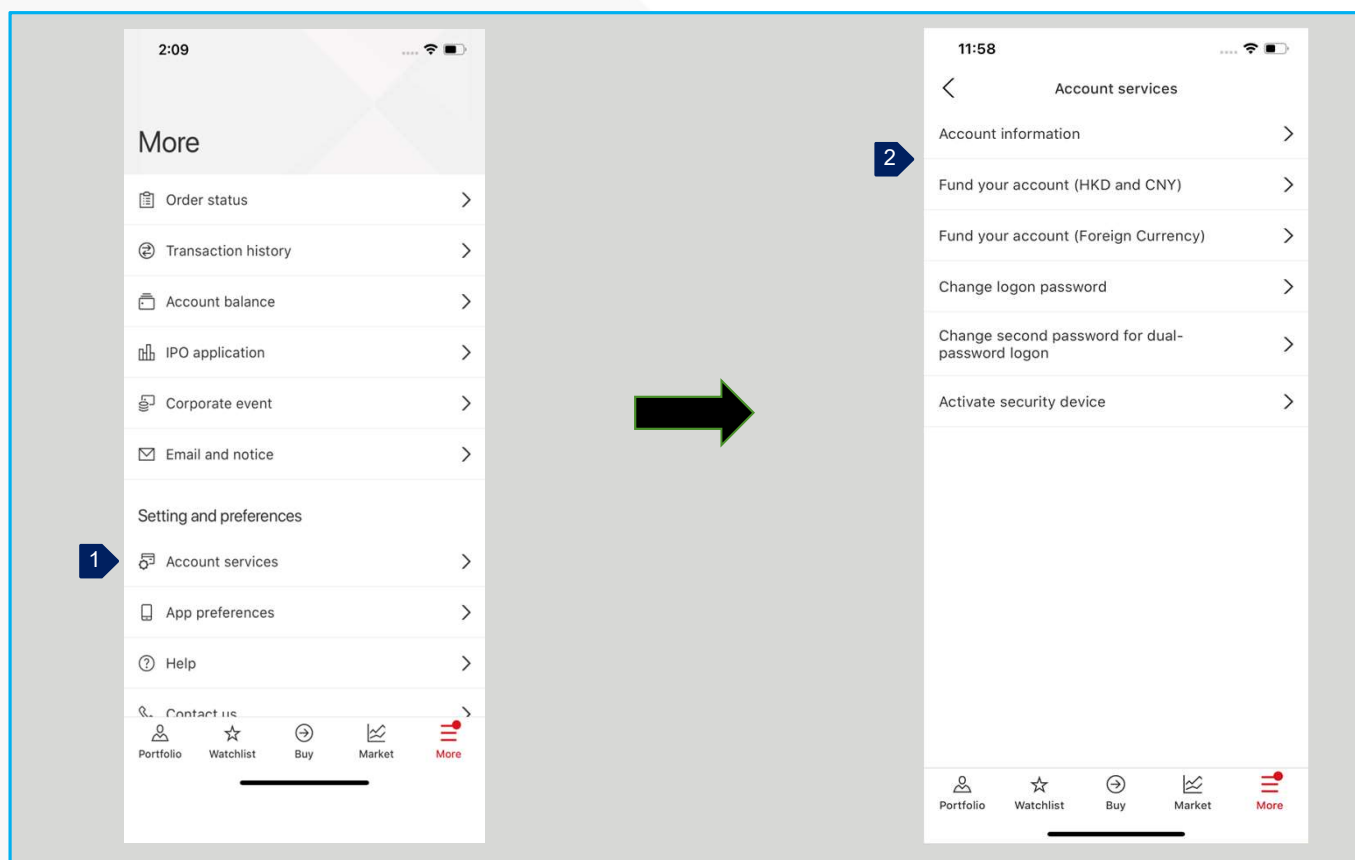 2:09
More
Order status
Transaction history
Account balance
IPO application
Corporate event
Email and notice
Setting and preferences
1
Account services
App preferences
Help
Contact us
Portfolio Watchlist Buy Market More
11:58
Account services
Account information
2
Fund your account (HKD and CNY)
Fund your account (Foreign Currency)
Change logon password
Change second password for dual-
password logon
Activate security device
Portfolio Watchlist Buy Market More